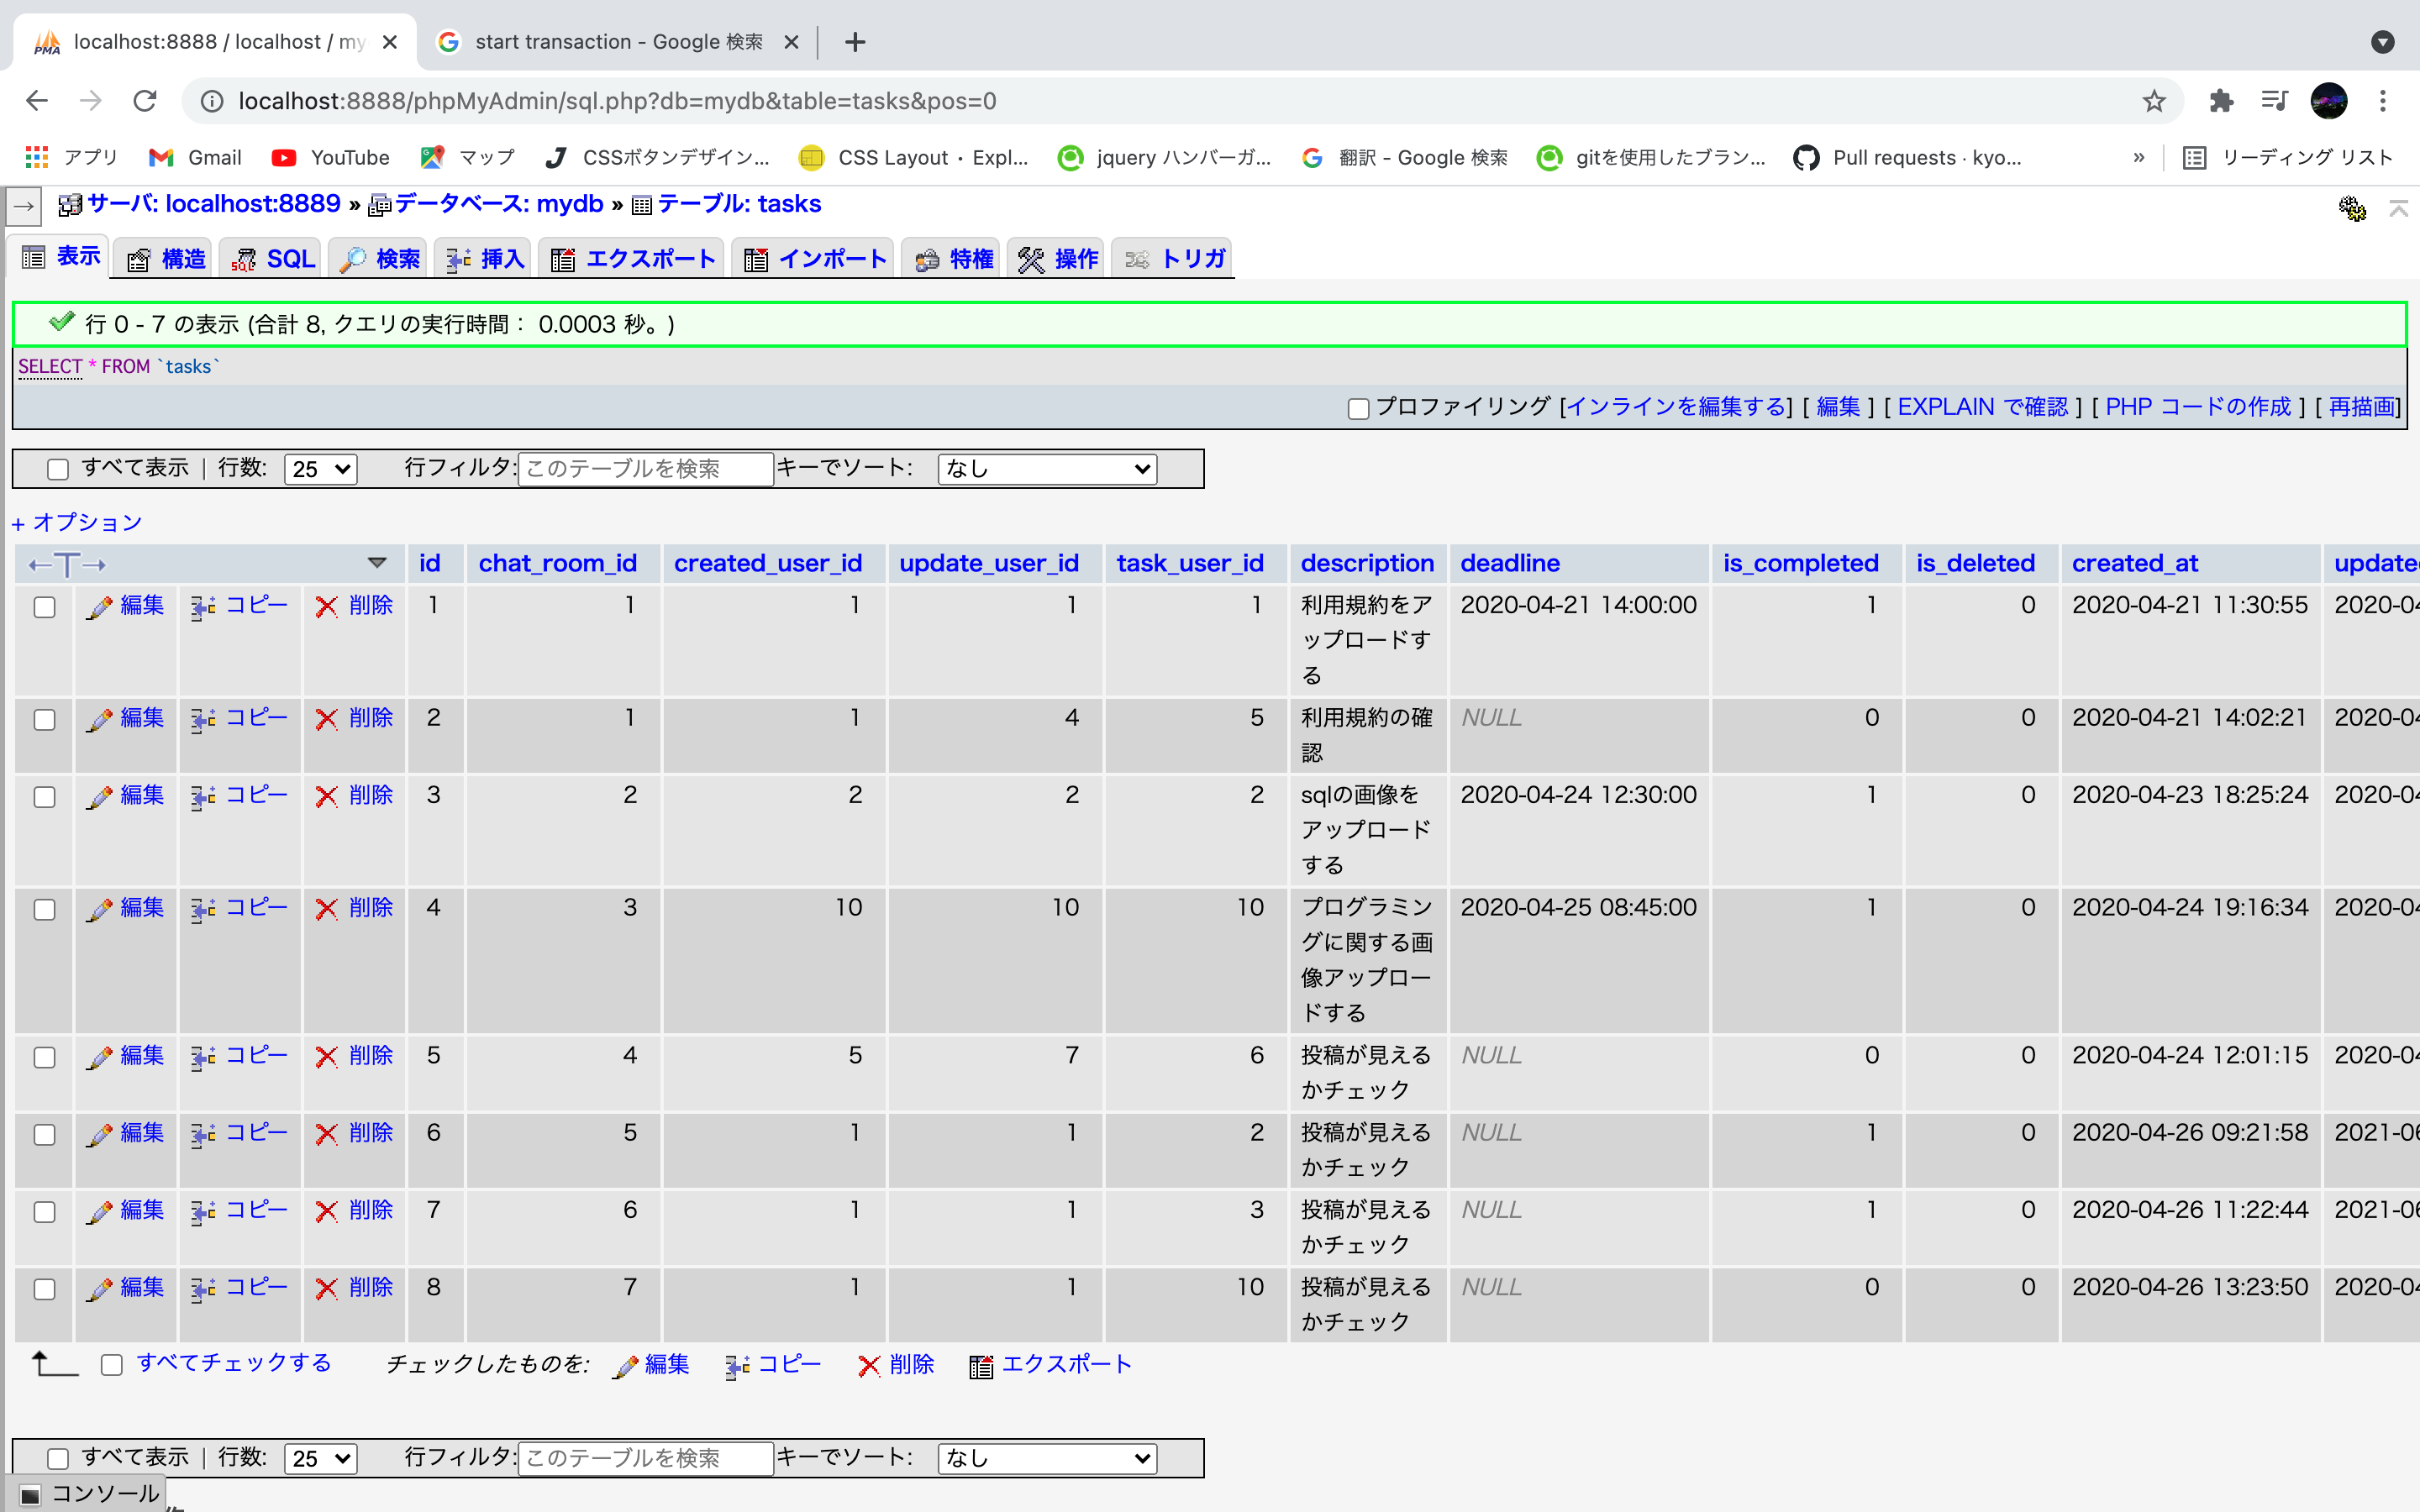 localhost:8888 / localhost / my
start transaction - Google 検索
localhost:8888/phpMyAdmin/sql.php?db=mydb&table=tasks&pos=0
アプリ Gmail YouTube マップ CSSボタンデザイン... CSS Layout・Expl... jquery ハンバーガ... 翻訳 - Google 検索 gitを使用したブラン... Pull requests · kyo... » リーディング リスト
サーバ: localhost:8889 » データベース: mydb » テーブル: tasks
表示 構造 SQL 検索 挿入 エクスポート インポート 特権 操作 トリガ
行 0 - 7 の表示 (合計 8, クエリの実行時間： 0.0003 秒。)
SELECT * FROM `tasks`
プロファイリング [インラインを編集する] [ 編集 ] [ EXPLAIN で確認 ] [ PHP コードの作成 ] [ 再描画]
すべて表示 | 行数: 25 行フィルタ: このテーブルを検索 キーでソート: なし
+ オプション
←T→ id chat_room_id created_user_id update_user_id task_user_id description deadline is_completed is_deleted created_at update
編集 コピー 削除 1 1 1 1 1 利用規約をア 2020-04-21 14:00:00 1 0 2020-04-21 11:30:55 2020-04
ップロードす
る
編集 コピー 削除 2 1 1 4 5 利用規約の確 NULL 0 0 2020-04-21 14:02:21 2020-04
認
編集 コピー 削除 3 2 2 2 2 sqlの画像を 2020-04-24 12:30:00 1 0 2020-04-23 18:25:24 2020-04
アップロード
する
編集 コピー 削除 4 3 10 10 10 プログラミン 2020-04-25 08:45:00 1 0 2020-04-24 19:16:34 2020-04
グに関する画
像アップロー
ドする
編集 コピー 削除 5 4 5 7 6 投稿が見える NULL 0 0 2020-04-24 12:01:15 2020-04
かチェック
編集 コピー 削除 6 5 1 1 2 投稿が見える NULL 1 0 2020-04-26 09:21:58 2021-06
かチェック
編集 コピー 削除 7 6 1 1 3 投稿が見える NULL 1 0 2020-04-26 11:22:44 2021-06
かチェック
編集 コピー 削除 8 7 1 1 10 投稿が見える NULL 0 0 2020-04-26 13:23:50 2020-04
かチェック
すべてチェックする チェックしたものを: 編集 コピー 削除 エクスポート
すべて表示 | 行数: 25 行フィルタ: このテーブルを検索 キーでソート: なし
コンソール